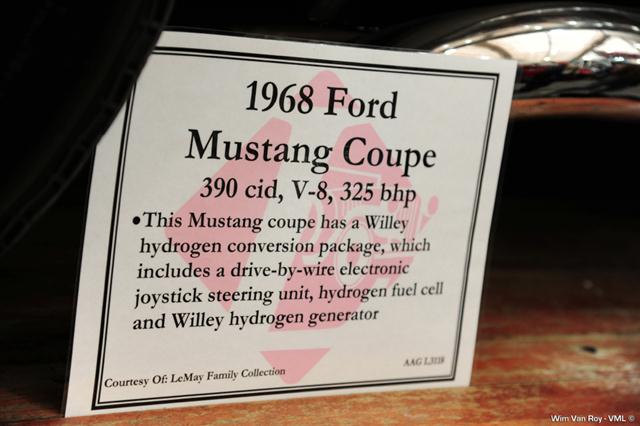 1968 Ford
Mustang Coupe
390 cid, V-8, 325 bhp
•This Mustang coupe has a Willey
hydrogen conversion package, which
includes a drive-by-wire electronic
joystick steering unit, hydrogen fuel cell
and Willey hydrogen generator
Courtesy Of: LeMay Family Collection
AAG L3118
Wim Van Roy - VML ©